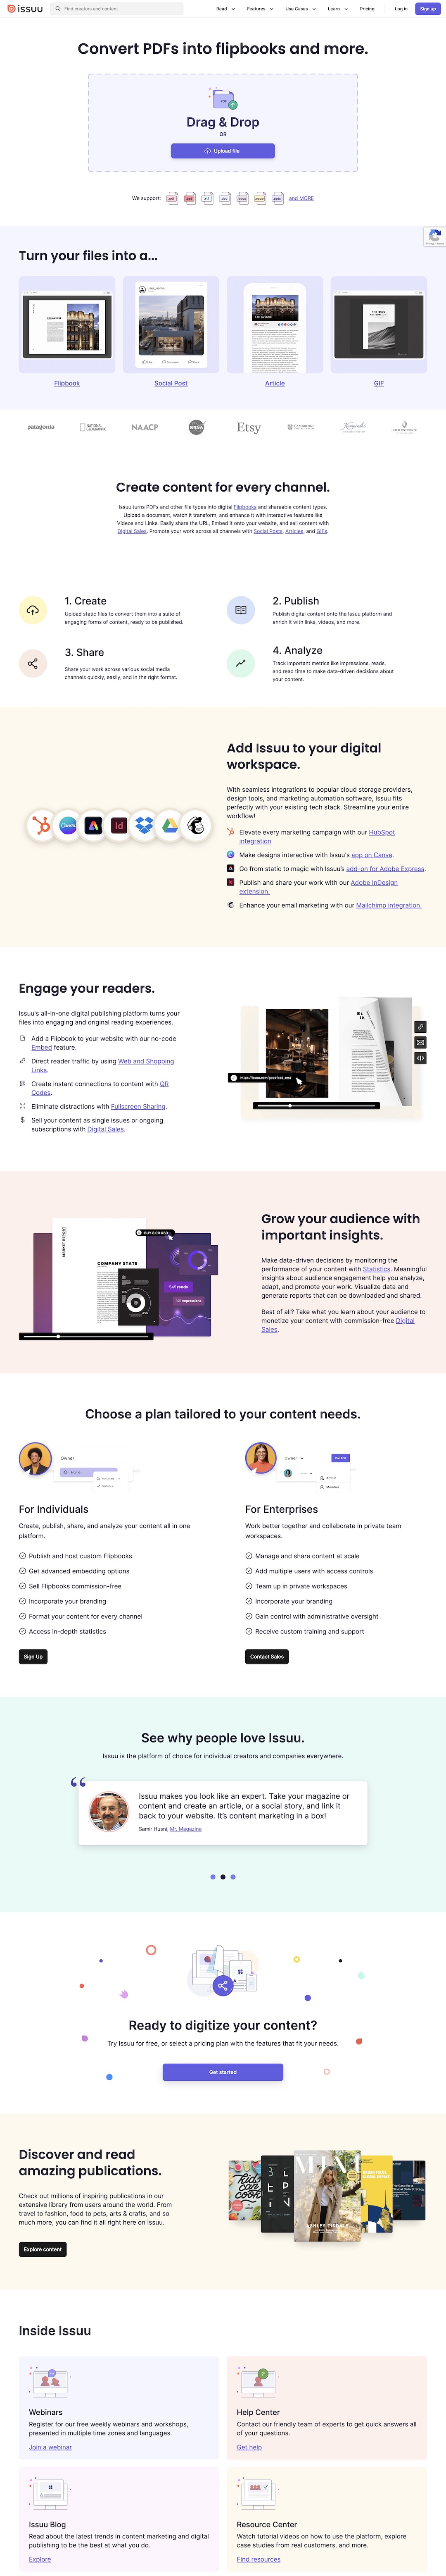 issuu
Find creators and content
Read
Features
Use Cases
Learn
Pricing
Log in
Sign up
Convert PDFs into flipbooks and more.
Drag & Drop
OR
Upload file
We support:
and MORE
Turn your files into a...
Flipbook
Social Post
Article
GIF
patagonia
NATIONAL GEOGRAPHIC
NAACP
NASA
Etsy
Create content for every channel.
Issuu turns PDFs and other file types into digital Flipbooks and shareable content types.
Upload a document, watch it transform, and enhance it with interactive features like
Videos and Links. Easily share the URL, Embed it onto your website, and sell content with
Digital Sales. Promote your work across all channels with Social Posts, Articles, and GIFs.
1. Create
Upload static files to convert them into a suite of
engaging forms of content, ready to be published.
2. Publish
Publish digital content onto the Issuu platform and
enrich it with links, videos, and more.
3. Share
Share your work across various social media
channels quickly, easily, and in the right format.
4. Analyze
Track important metrics like impressions, reads,
and read time to make data-driven decisions about
your content.
Add Issuu to your digital
workspace.
With seamless integrations to popular cloud storage providers,
design tools, and marketing automation software, Issuu fits
perfectly with your existing tech stack. Streamline your entire
workflow!
Elevate every marketing campaign with our HubSpot
integration
Make designs interactive with Issuu's app on Canva.
Go from static to magic with Issuu's add-on for Adobe Express.
Publish and share your work with our Adobe InDesign
extension.
Enhance your email marketing with our Mailchimp integration.
Canva
Id
Engage your readers.
Issuu's all-in-one digital publishing platform turns your
files into engaging and original reading experiences.
Add a Flipbook to your website with our no-code
Embed feature.
Direct reader traffic by using Web and Shopping
Links.
Create instant connections to content with QR
Codes.
Eliminate distractions with Fullscreen Sharing.
Sell your content as single issues or ongoing
subscriptions with Digital Sales.
Grow your audience with
important insights.
Make data-driven decisions by monitoring the
performance of your content with Statistics. Meaningful
insights about audience engagement help you analyze,
adapt, and promote your work better. Visualize data and
generate reports that can be downloaded and shared.
Best of all? Take what you learn about your audience to
monetize your content with commission-free Digital
Sales.
MARKET REPORT
COMPANY STATE
Choose a plan tailored to your content needs.
Owner
For Individuals
Create, publish, share, and analyze your content all in one
platform.
Publish and host custom Flipbooks
Get advanced embedding options
Sell Flipbooks commission-free
Incorporate your branding
Format your content for every channel
Access in-depth statistics
Sign Up
Owner
For Enterprises
Work better together and collaborate in private team
workspaces.
Manage and share content at scale
Add multiple users with access controls
Team up in private workspaces
Incorporate your branding
Gain control with administrative oversight
Receive custom training and support
Contact Sales
See why people love Issuu.
Issuu is the platform of choice for individual creators and companies everywhere.
Issuu makes you look like an expert. Take your magazine or
content and create an article, or a social story, and link it
back to your website. It's content marketing in a box!
Samir Husni, Mr. Magazine
Ready to digitize your content?
Try Issuu for free, or select a pricing plan with the features that fit your needs.
Get started
Discover and read
amazing publications.
Check out millions of inspiring publications in our
extensive library from users around the world. From
travel to fashion, food to pets, arts & crafts, and so
much more, you can find it all right here on Issuu.
Explore content
Inside Issuu
Webinars
Register for our free weekly webinars and workshops,
presented in multiple time zones and languages.
Join a webinar
Help Center
Contact our friendly team of experts to get quick answers all
of your questions.
Get help
Issuu Blog
Read about the latest trends in content marketing and digital
publishing to be the best at what you do.
Explore
Resource Center
Watch tutorial videos on how to use the platform, explore
case studies from real customers, and more.
Find resources